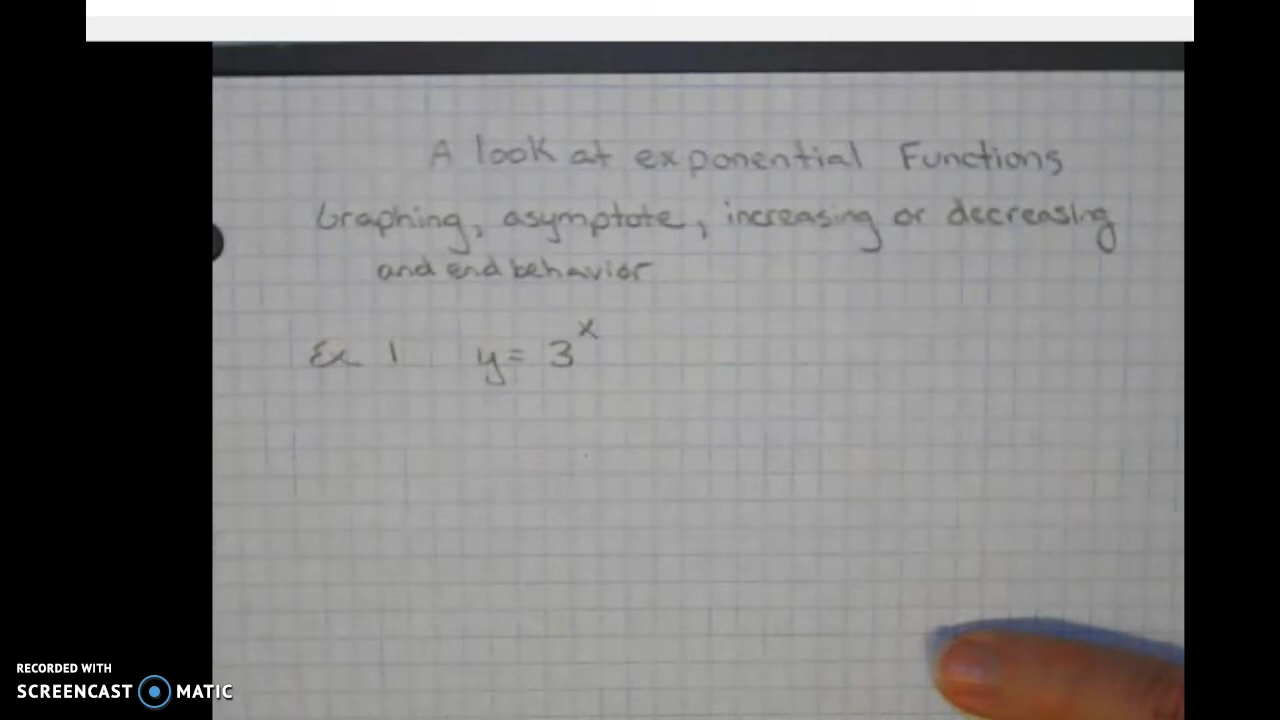 A look at exponential Functions
Graphing, asymptote, increasing or decreasing
and end behavior
Ex 1 y = 3^x
RECORDED WITH
SCREENCAST MATIC